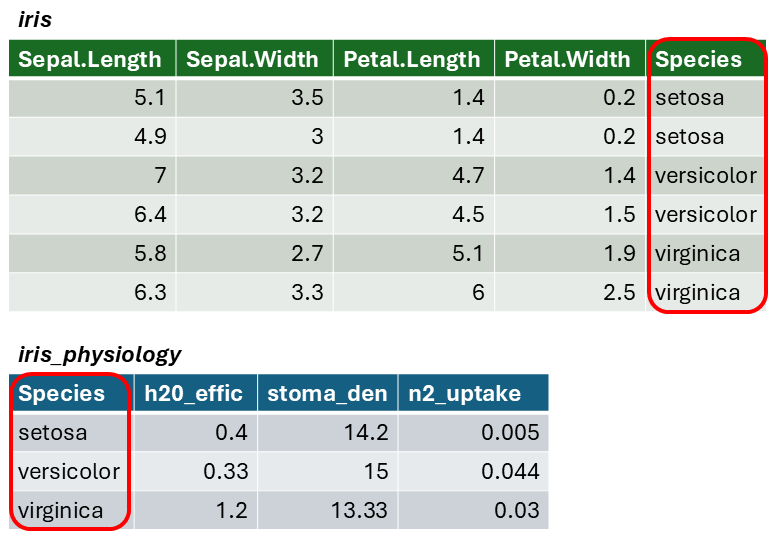 iris
Sepal.Length Sepal.Width Petal.Length Petal.Width Species
5.1 3.5 1.4 0.2 setosa
4.9 3 1.4 0.2 setosa
7 3.2 4.7 1.4 versicolor
6.4 3.2 4.5 1.5 versicolor
5.8 2.7 5.1 1.9 virginica
6.3 3.3 6 2.5 virginica
iris_physiology
Species h20_effic stoma_den n2_uptake
setosa 0.4 14.2 0.005
versicolor 0.33 15 0.044
virginica 1.2 13.33 0.03